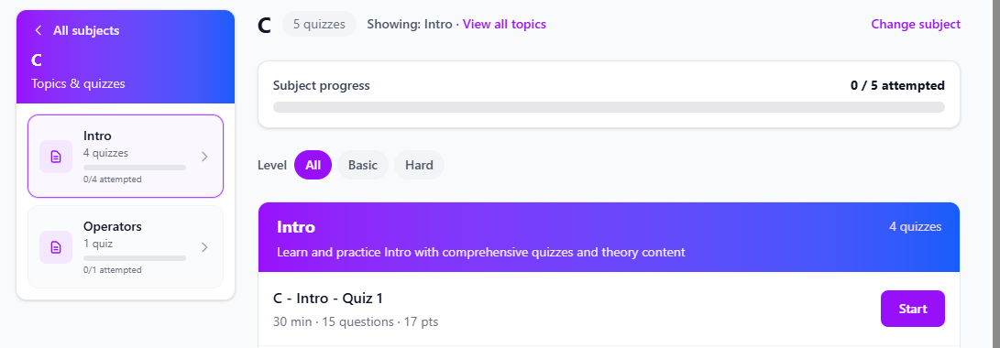 All subjects
C
Topics & quizzes
Intro
4 quizzes
0/4 attempted
Operators
1 quiz
0/1 attempted
C 5 quizzes Showing: Intro · View all topics Change subject
Subject progress 0 / 5 attempted
Level All Basic Hard
Intro 4 quizzes
Learn and practice Intro with comprehensive quizzes and theory content
C - Intro - Quiz 1
30 min · 15 questions · 17 pts
Start